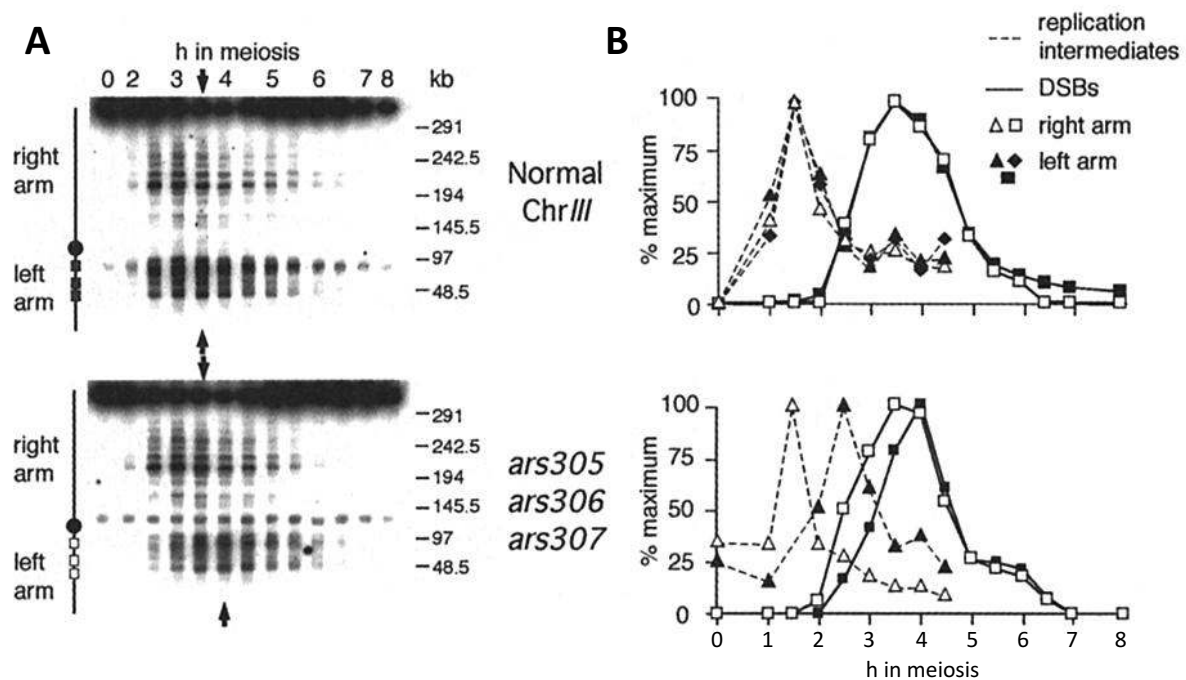 A
h in meiosis
0 2 3 4 5 6 7 8 kb
291
242.5
194
145.5
97
48.5
right
arm
left
arm
291
242.5
194
145.5
97
48.5
right
arm
left
arm
Normal
ChrIII
ars305
ars306
ars307
B
replication
intermediates
DSBs
right arm
left arm
100
75
50
25
0
% maximum
100
75
50
25
0
% maximum
0 1 2 3 4 5 6 7 8
h in meiosis